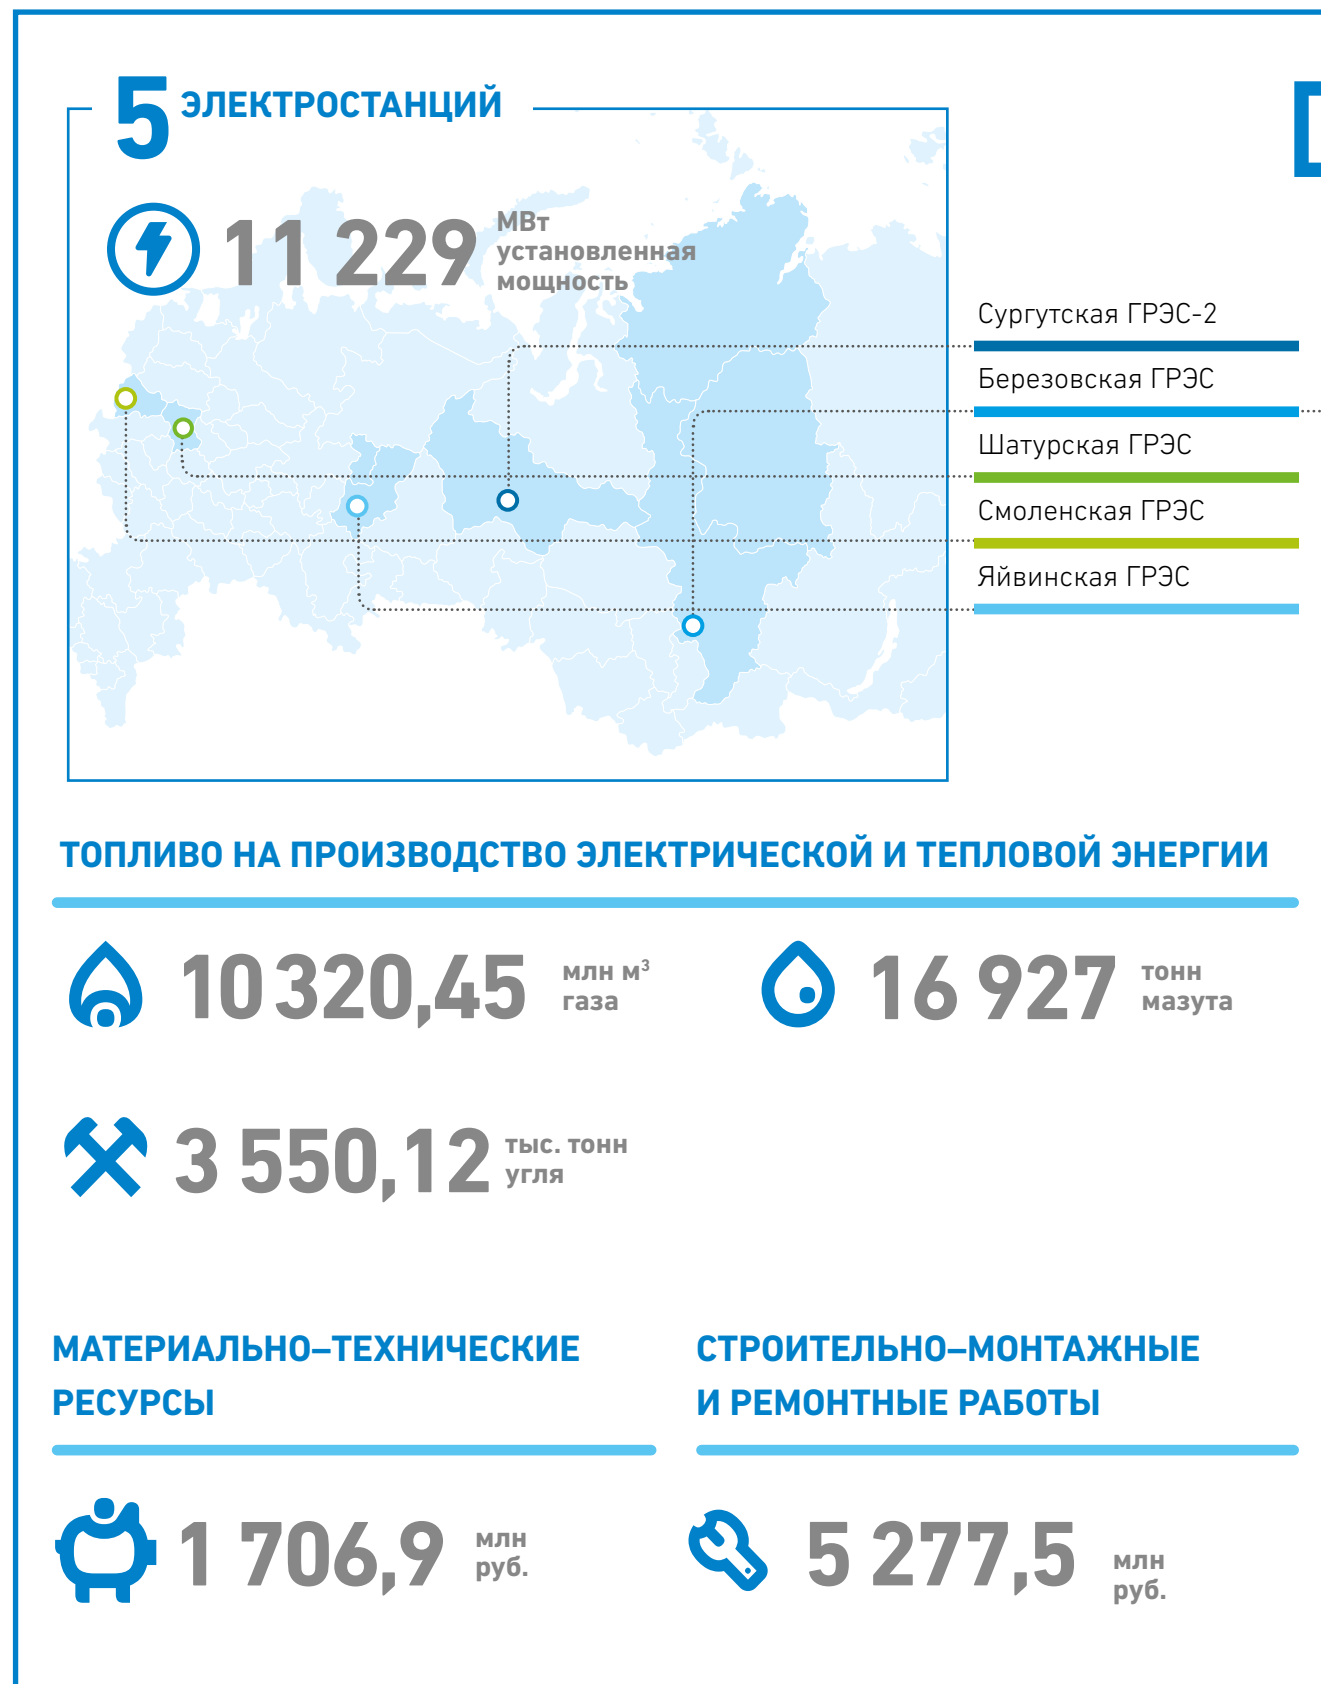 5 ЭЛЕКТРОСТАНЦИЙ
11 229 МВт
установленная
мощность
Сургутская ГРЭС-2
Березовская ГРЭС
Шатурская ГРЭС
Смоленская ГРЭС
Яйвинская ГРЭС
ТОПЛИВО НА ПРОИЗВОДСТВО ЭЛЕКТРИЧЕСКОЙ И ТЕПЛОВОЙ ЭНЕРГИИ
10 320,45 млн м³
газа
16 927 тонн
мазута
3 550,12 тыс. тонн
угля
МАТЕРИАЛЬНО–ТЕХНИЧЕСКИЕ
РЕСУРСЫ
1 706,9 млн
руб.
СТРОИТЕЛЬНО–МОНТАЖНЫЕ
И РЕМОНТНЫЕ РАБОТЫ
5 277,5 млн
руб.